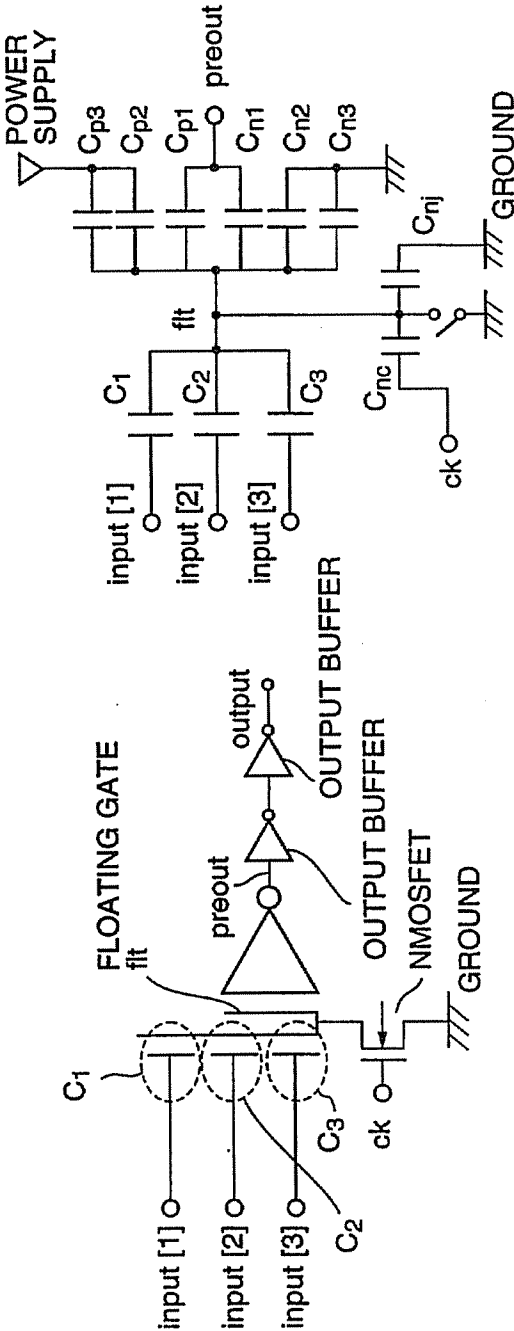 C1
FLOATING GATE
flt
input [1]
input [2]
input [3]
C3
C2
ck
preout
output
OUTPUT BUFFER
OUTPUT BUFFER
NMOSFET
GROUND
POWER
SUPPLY
Cp3
Cp2
Cp1
preout
Cn1
Cn2
Cn3
flt
C1
C2
C3
input [1]
input [2]
input [3]
Cnc
Cnj
ck
GROUND